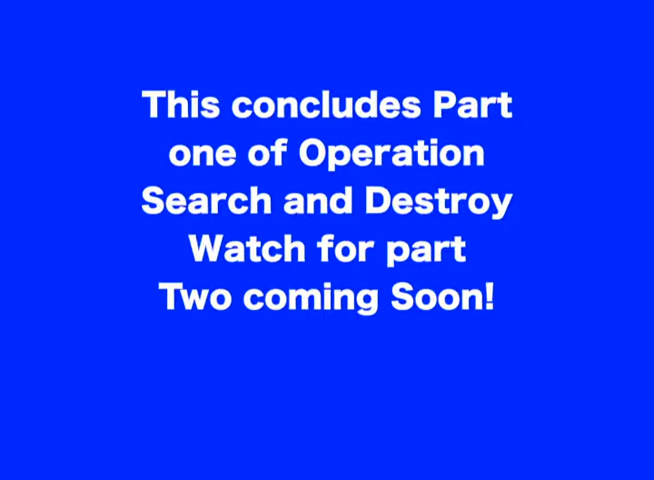 This concludes Part
one of Operation
Search and Destroy
Watch for part
Two coming Soon!